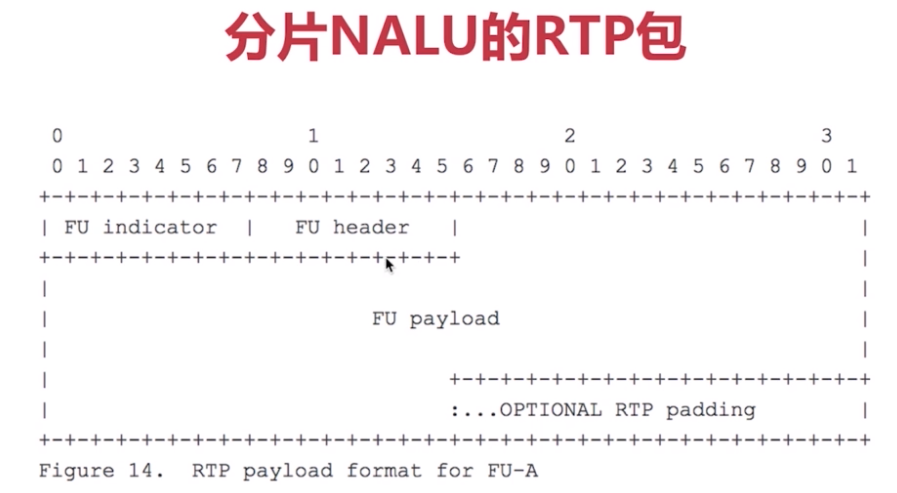 分片NALU的RTP包
 0                   1                   2                   3
 0 1 2 3 4 5 6 7 8 9 0 1 2 3 4 5 6 7 8 9 0 1 2 3 4 5 6 7 8 9 0 1
+-+-+-+-+-+-+-+-+-+-+-+-+-+-+-+-+-+-+-+-+-+-+-+-+-+-+-+-+-+-+-+-+
| FU indicator  |   FU header   |                               |
+-+-+-+-+-+-+-+-+-+-+-+-+-+-+-+-+                               |
|                                                               |
|                         FU payload                            |
|                                                               |
|                               +-+-+-+-+-+-+-+-+-+-+-+-+-+-+-+-+
|                               :...OPTIONAL RTP padding        |
+-+-+-+-+-+-+-+-+-+-+-+-+-+-+-+-+-+-+-+-+-+-+-+-+-+-+-+-+-+-+-+-+
Figure 14.  RTP payload format for FU-A